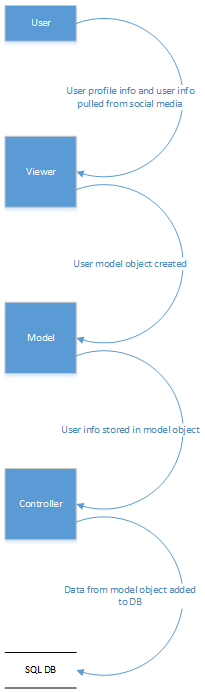 User
User profile info and user info
pulled from social media
Viewer
User model object created
Model
User info stored in model object
Controller
Data from model object added
to DB
SQL DB